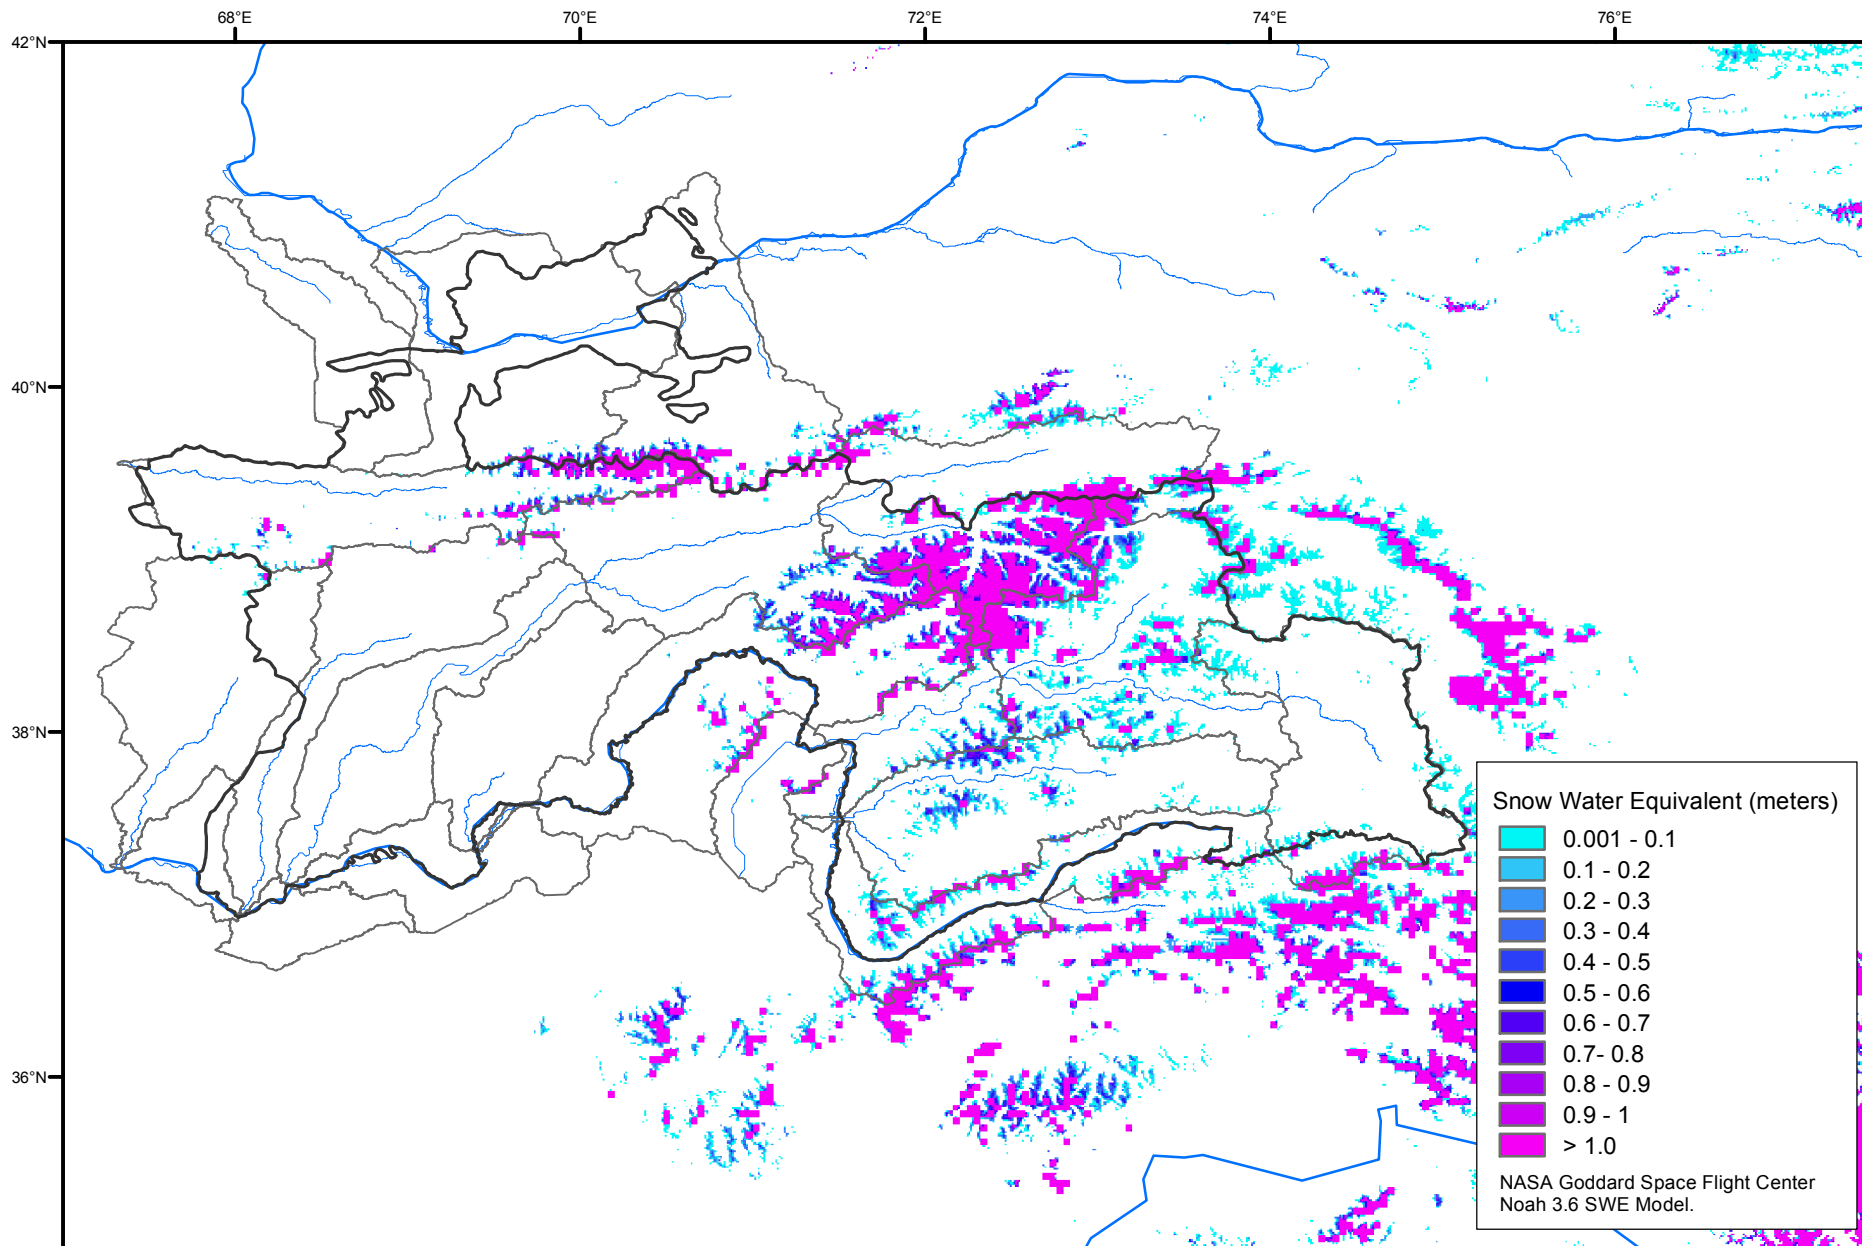 68°E 70°E 72°E 74°E 76°E
42°N
40°N
38°N
36°N
Snow Water Equivalent (meters)
0.001 - 0.1
0.1 - 0.2
0.2 - 0.3
0.3 - 0.4
0.4 - 0.5
0.5 - 0.6
0.6 - 0.7
0.7- 0.8
0.8 - 0.9
0.9 - 1
> 1.0
NASA Goddard Space Flight Center
Noah 3.6 SWE Model.